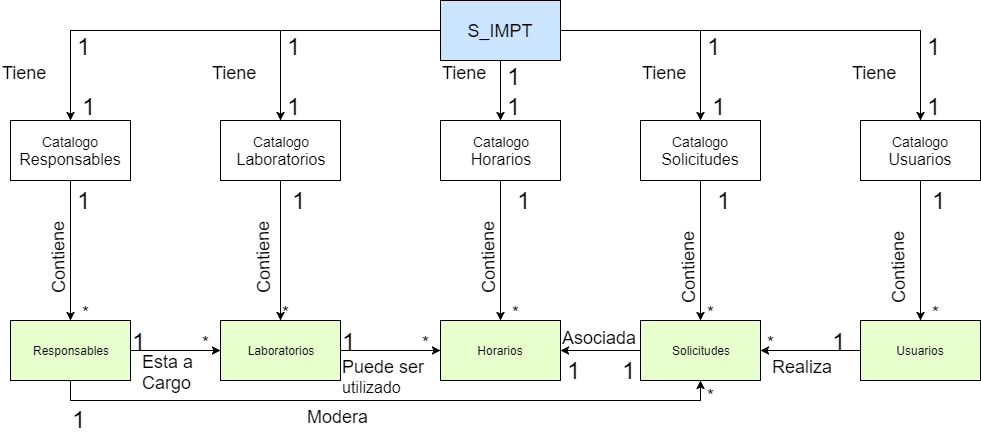 S_IMPT
1
1
1
1
1
Tiene
Tiene
Tiene
Tiene
Tiene
1
1
1
1
1
Catalogo
Responsables
Catalogo
Laboratorios
Catalogo
Horarios
Catalogo
Solicitudes
Catalogo
Usuarios
1
1
1
1
1
Contiene
Contiene
Contiene
Contiene
Contiene
*
*
*
*
*
Responsables
1
*
Esta a
Cargo
Laboratorios
1
*
Puede ser
utilizado
Horarios
Asociada
1
1
Solicitudes
*
1
Realiza
Usuarios
1
Modera
*